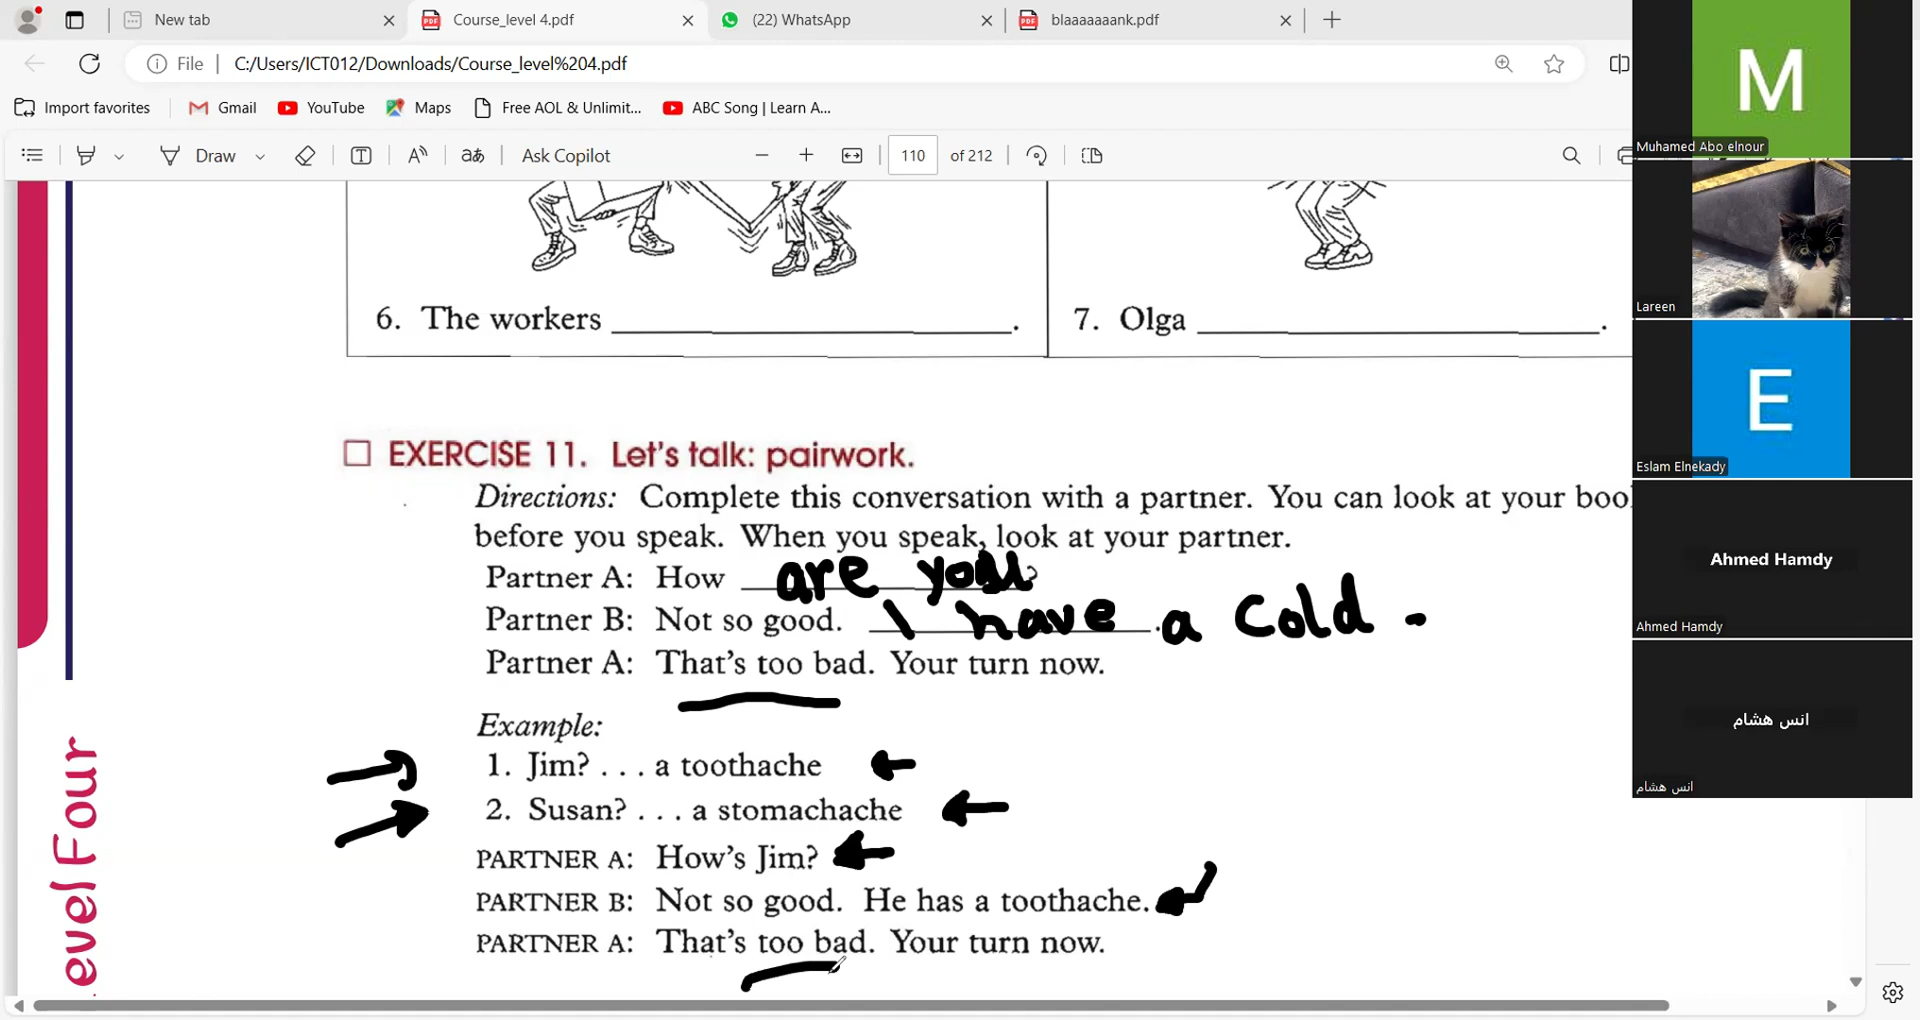 New tab
Course_level 4.pdf
(22) WhatsApp
blaaaaaaank.pdf
File
C:/Users/ICT012/Downloads/Course_level%204.pdf
Import favorites
Gmail
YouTube
Maps
Free AOL & Unlimit...
ABC Song | Learn A...
Draw
Ask Copilot
110 of 212
6. The workers ______.
7. Olga ______.
EXERCISE 11. Let's talk: pairwork.
Directions: Complete this conversation with a partner. You can look at your boo
before you speak. When you speak, look at your partner.
Partner A: How are you?
Partner B: Not so good. I have a cold.
Partner A: That's too bad. Your turn now.
Example:
1. Jim? . . . a toothache
2. Susan? . . . a stomachache
PARTNER A: How's Jim?
PARTNER B: Not so good. He has a toothache.
PARTNER A: That's too bad. Your turn now.
evel Four
M
Muhamed Abo elnour
Lareen
E
Eslam Elnekady
Ahmed Hamdy
Ahmed Hamdy
انس هشام
انس هشام